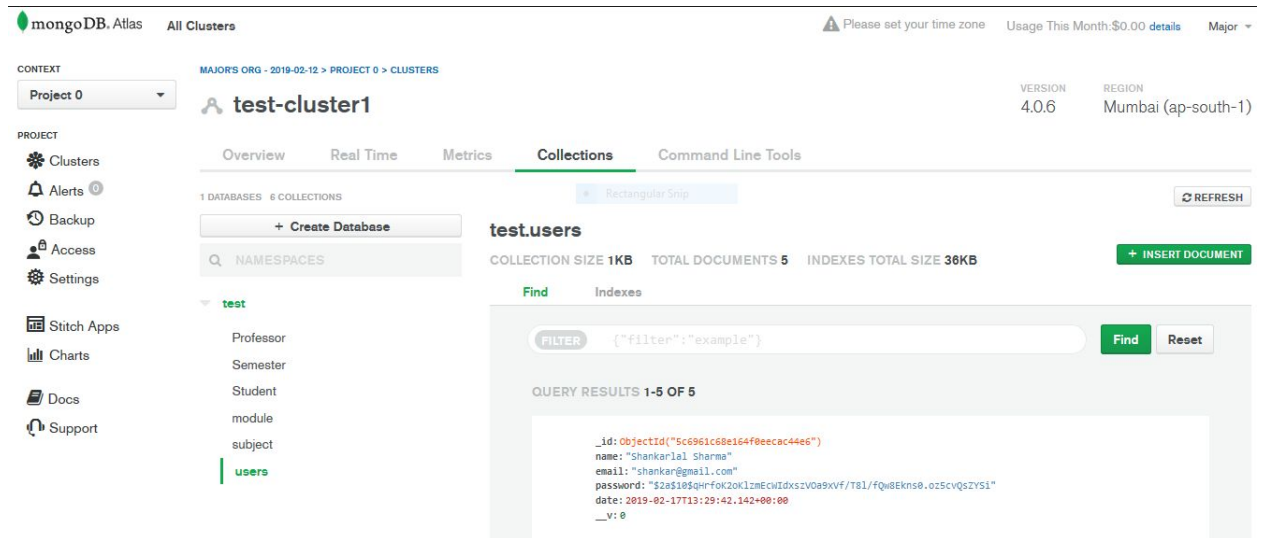 mongoDB. Atlas All Clusters Please set your time zone Usage This Month:$0.00 details Major
CONTEXT
Project 0
PROJECT
Clusters
Alerts 0
Backup
Access
Settings
Stitch Apps
Charts
Docs
Support
MAJOR'S ORG - 2019-02-12 > PROJECT 0 > CLUSTERS
test-cluster1
VERSION
4.0.6
REGION
Mumbai (ap-south-1)
Overview Real Time Metrics Collections Command Line Tools
Rectangular Snip
1 DATABASES 6 COLLECTIONS
REFRESH
+ Create Database
NAMESPACES
test
Professor
Semester
Student
module
subject
users
test.users
COLLECTION SIZE 1KB TOTAL DOCUMENTS 5 INDEXES TOTAL SIZE 36KB
+ INSERT DOCUMENT
Find Indexes
FILTER {"filter":"example"} Find Reset
QUERY RESULTS 1-5 OF 5
_id: ObjectId("5c6961c68e164f0eecac44e6")
name: "Shankarlal Sharma"
email: "shankar@gmail.com"
password: "$2a$10$qHrfoK2oKlzmEcWIdxszVOa9xVf/T8l/fQw8Ekns0.oz5cvQsZYSi"
date: 2019-02-17T13:29:42.142+00:00
__v: 0